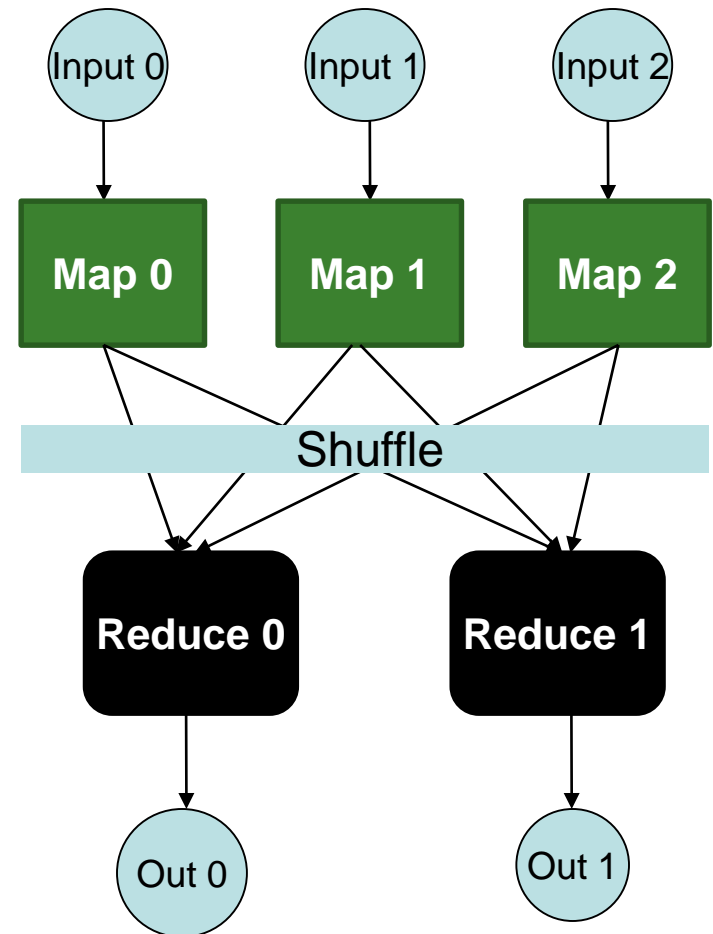 Input 0
Input 1
Input 2
Map 0
Map 1
Map 2
Shuffle
Reduce 0
Reduce 1
Out 0
Out 1